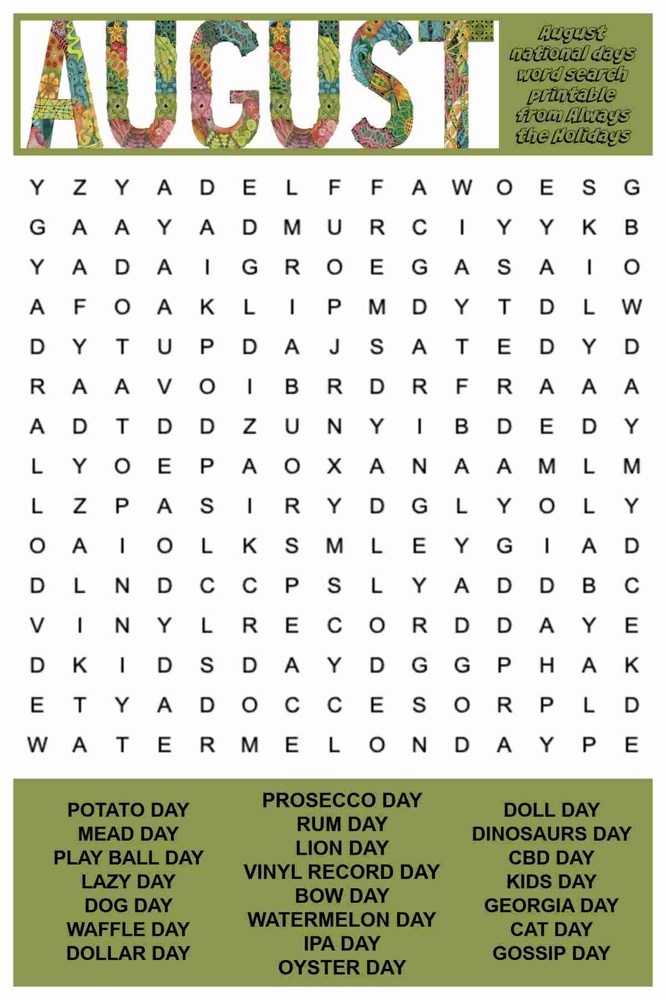 AUGUST
August
national days
word search
printable
from Always
the Holidays
Y Z Y A D E L F F A W O E S G
G A A Y A D M U R C I Y Y K B
Y A D A I G R O E G A S A I O
A F O A K L I P M D Y T D L W
D Y T U P D A J S A T E D Y D
R A A V O I B R D R F R A A A
A D T D D Z U N Y I B D E D Y
L Y O E P A O X A N A A M L M
L Z P A S I R Y D G L Y O L Y
O A I O L K S M L E Y G I A D
D L N D C C P S L Y A D D B C
V I N Y L R E C O R D D A Y E
D K I D S D A Y D G G P H A K
E T Y A D O C C E S O R P L D
W A T E R M E L O N D A Y P E
POTATO DAY
MEAD DAY
PLAY BALL DAY
LAZY DAY
DOG DAY
WAFFLE DAY
DOLLAR DAY
PROSECCO DAY
RUM DAY
LION DAY
VINYL RECORD DAY
BOW DAY
WATERMELON DAY
IPA DAY
OYSTER DAY
DOLL DAY
DINOSAURS DAY
CBD DAY
KIDS DAY
GEORGIA DAY
CAT DAY
GOSSIP DAY